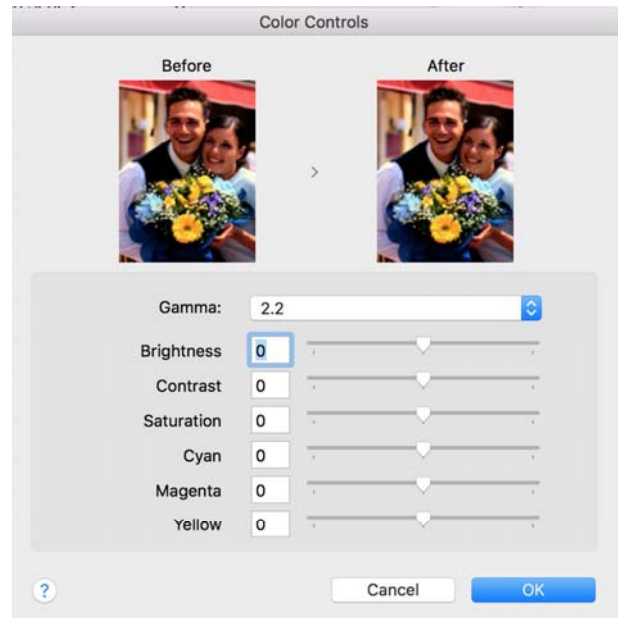 Color Controls
Before After
>
Gamma: 2.2
Brightness 0
Contrast 0
Saturation 0
Cyan 0
Magenta 0
Yellow 0
? Cancel OK